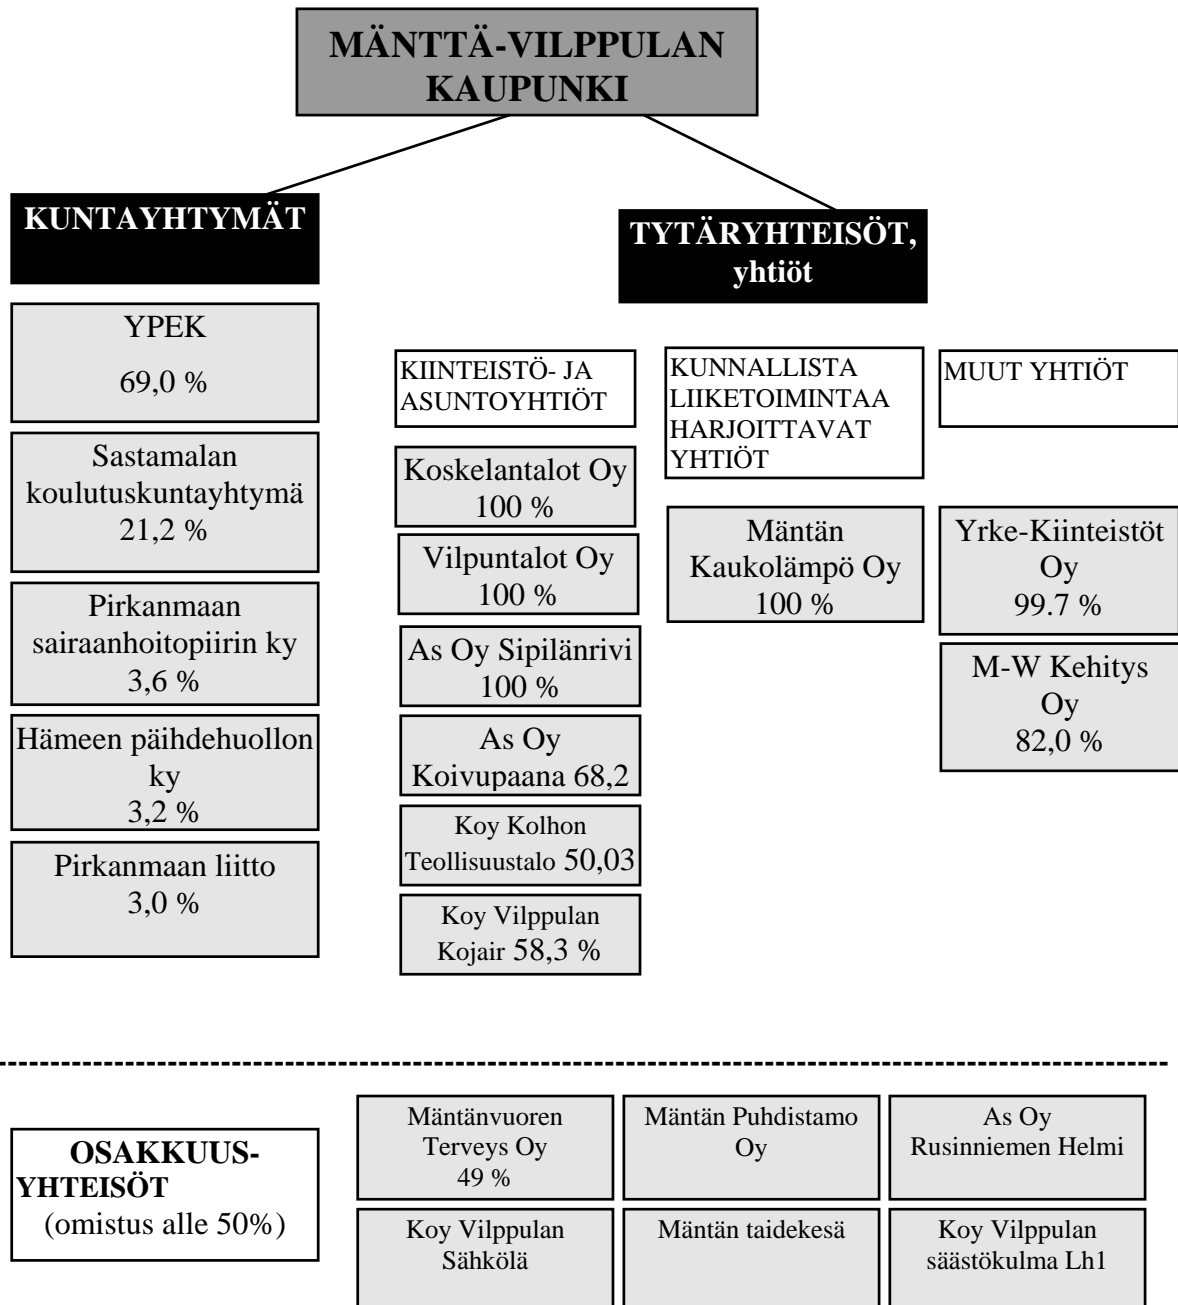 MÄNTTÄ-VILPPULAN
KAUPUNKI
KUNTAYHTYMÄT
YPEK
69,0 %
Sastamalan
koulutuskuntayhtymä
21,2 %
Pirkanmaan
sairaanhoitopiirin ky
3,6 %
Hämeen päihdehuollon
ky
3,2 %
Pirkanmaan liitto
3,0 %
TYTÄRYHTEISÖT,
yhtiöt
KIINTEISTÖ- JA
ASUNTOYHTIÖT
Koskelantalot Oy
100 %
Vilpuntalot Oy
100 %
As Oy Sipilänrivi
100 %
As Oy
Koivupaana 68,2
Koy Kolhon
Teollisuustalo 50,03
Koy Vilppulan
Kojair 58,3 %
KUNNALLISTA
LIIKETOIMINTAA
HARJOITTAVAT
YHTIÖT
Mäntän
Kaukolämpö Oy
100 %
MUUT YHTIÖT
Yrke-Kiinteistöt
Oy
99.7 %
M-W Kehitys
Oy
82,0 %
OSAKKUUS-
YHTEISÖT
(omistus alle 50%)
Mäntänvuoren
Terveys Oy
49 %
Mäntän Puhdistamo
Oy
As Oy
Rusinniemen Helmi
Koy Vilppulan
Sähkölä
Mäntän taidekesä
Koy Vilppulan
säästökulma Lh1